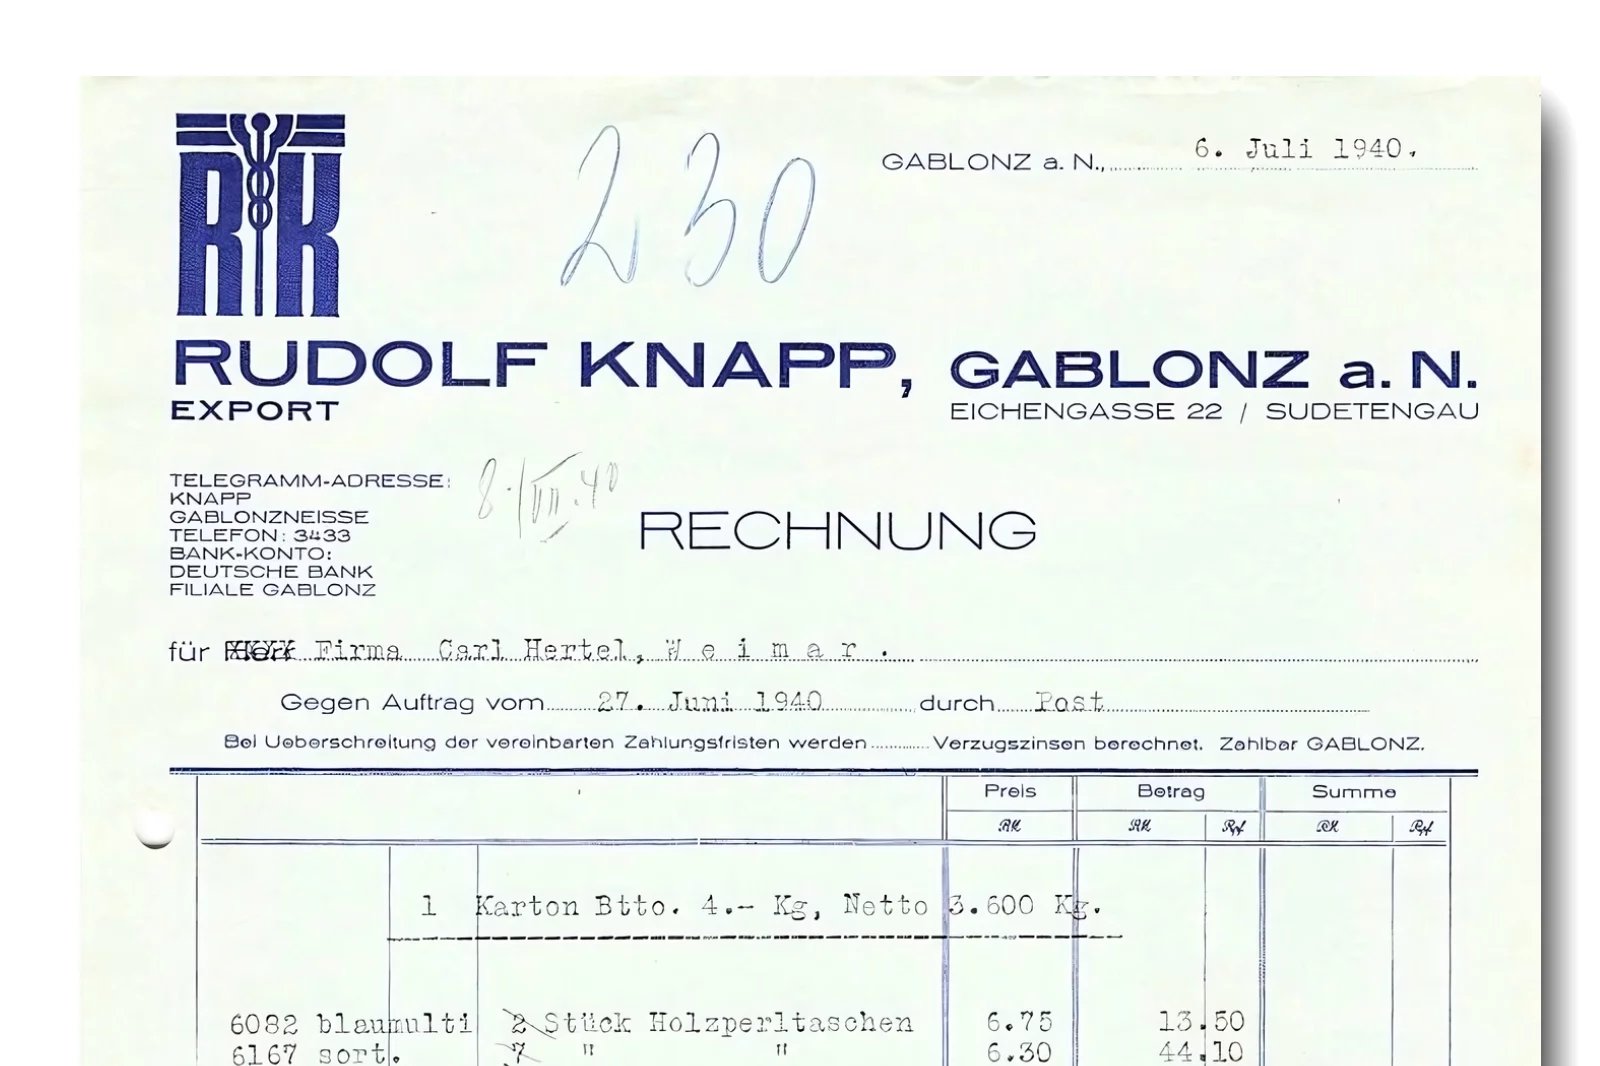 RK
230
GABLONZ a. N., 6. Juli 1940.
RUDOLF KNAPP, GABLONZ a. N.
EXPORT
EICHENGASSE 22 / SUDETENGAU
TELEGRAMM-ADRESSE:
KNAPP
GABLONZNEISSE
TELEFON: 3433
BANK-KONTO:
DEUTSCHE BANK
FILIALE GABLONZ
8./VII.40
RECHNUNG
für Herr Firma Carl Hertel, Weimar.
Gegen Auftrag vom 27. Juni 1940 durch Post
Bei Ueberschreitung der vereinbarten Zahlungsfristen werden Verzugszinsen berechnet. Zahlbar GABLONZ.
Preis Betrag Summe
RM RM Rpf RM Rpf
1 Karton Btto. 4.- Kg, Netto 3.600 Kg.
6082 blaumulti 2 Stück Holzperltaschen 6.75 13.50
6167 sort. 7 " " 6.30 44.10